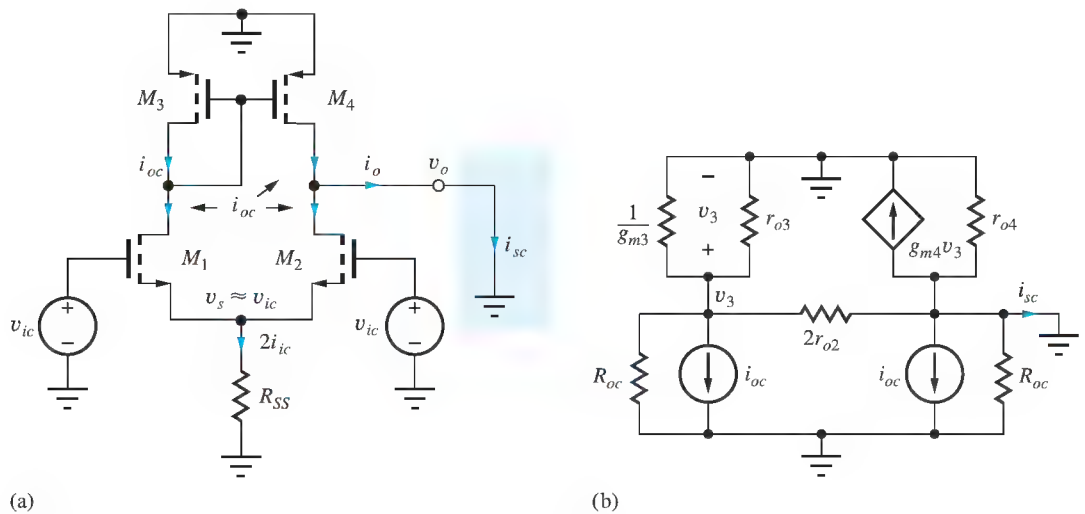 M3
M4
ioc
io
vo
ioc
isc
M1
M2
vs ≈ vic
vic
+
−
vic
+
−
2iic
RSS
(a)
1/gm3
−
v3
+
ro3
gm4v3
ro4
v3
isc
2ro2
Roc
ioc
ioc
Roc
(b)